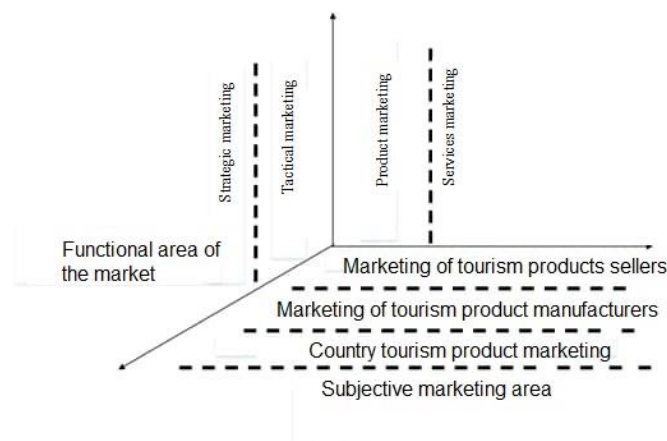 Strategic marketing
Tactical marketing
Product marketing
Services marketing
Functional area of
the market
Marketing of tourism products sellers
Marketing of tourism product manufacturers
Country tourism product marketing
Subjective marketing area